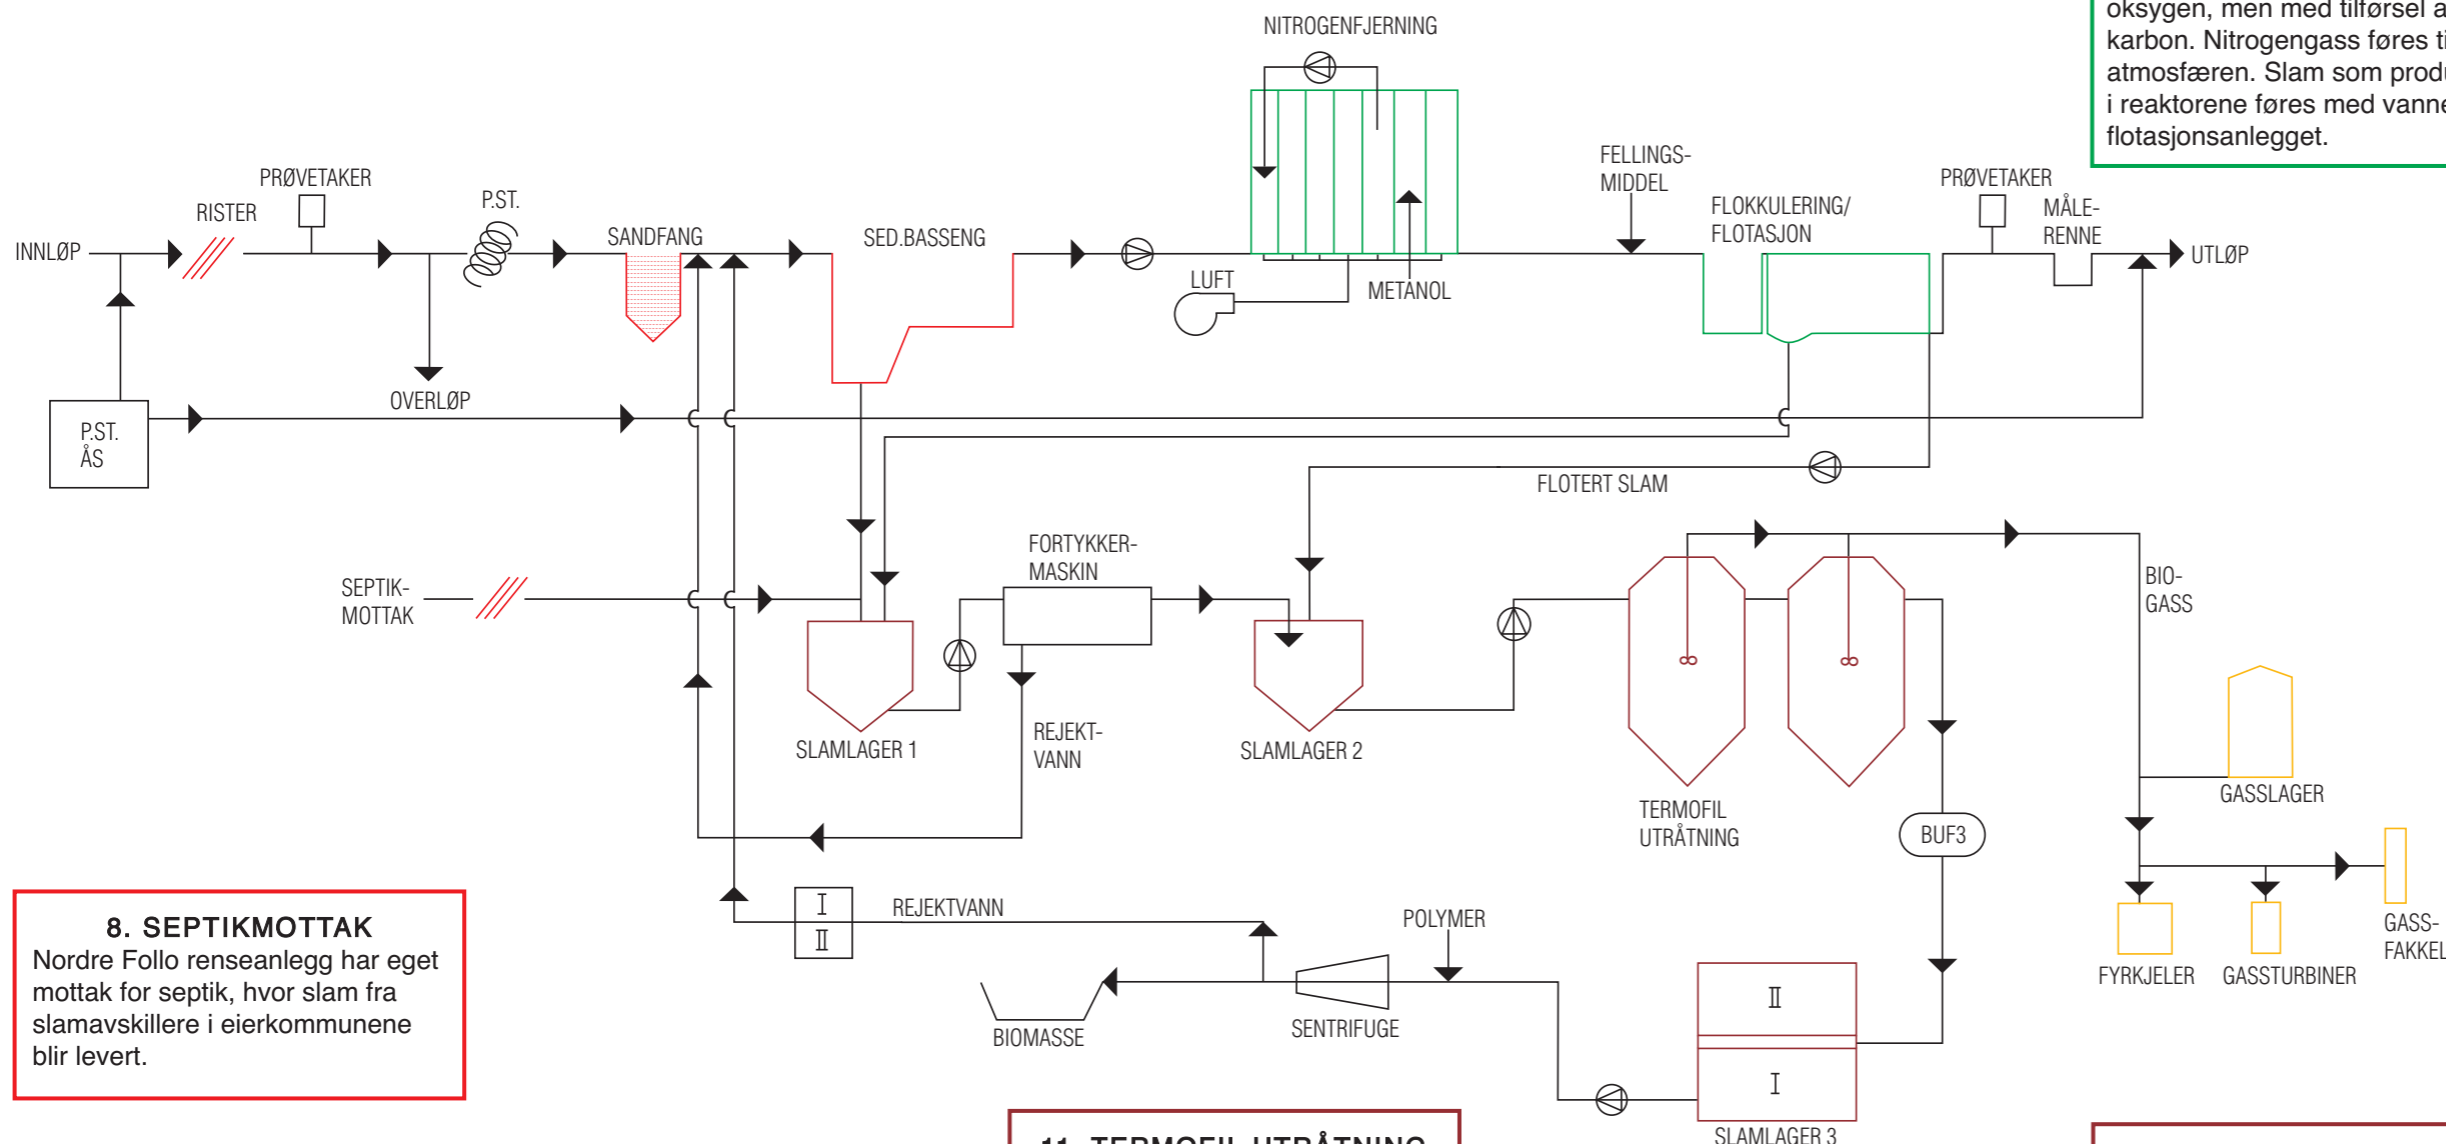 oksygen, men med tilførsel
karbon. Nitrogengass føres
atmosfæren. Slam som
i reaktorene føres med
flotasjonsanlegget.
NITROGENFJERNING
INNLØP
RISTER
PRØVETAKER
P.ST.
SANDFANG
SED.BASSENG
LUFT
METANOL
FELLINGS-
MIDDEL
FLOKKULERING/
FLOTASJON
PRØVETAKER
MÅLE-
RENNE
UTLØP
OVERLØP
P.ST.
ÅS
FLOTERT SLAM
SEPTIK-
MOTTAK
FORTYKKER-
MASKIN
SLAMLAGER 1
REJEKT-
VANN
SLAMLAGER 2
TERMOFIL
UTRÅTNING
BIO-
GASS
GASSLAGER
BUF3
GASS-
FAKKEL
FYRKJELER
GASSTURBINER
I
II
REJEKTVANN
POLYMER
BIOMASSE
SENTRIFUGE
II
I
SLAMLAGER 3
8. SEPTIKMOTTAK
Nordre Follo renseanlegg har eget
mottak for septik, hvor slam fra
slamavskillere i eierkommunene
blir levert.
11. TERMOFIL UTRÅTNING